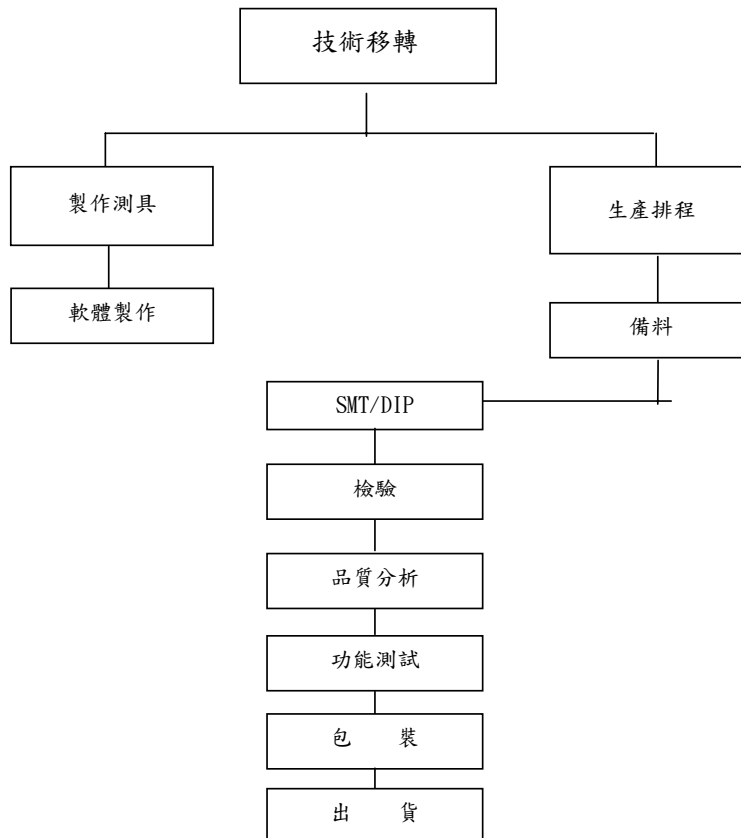 技術移轉
製作測具
生產排程
軟體製作
備料
SMT/DIP
檢驗
品質分析
功能測試
包 裝
出 貨